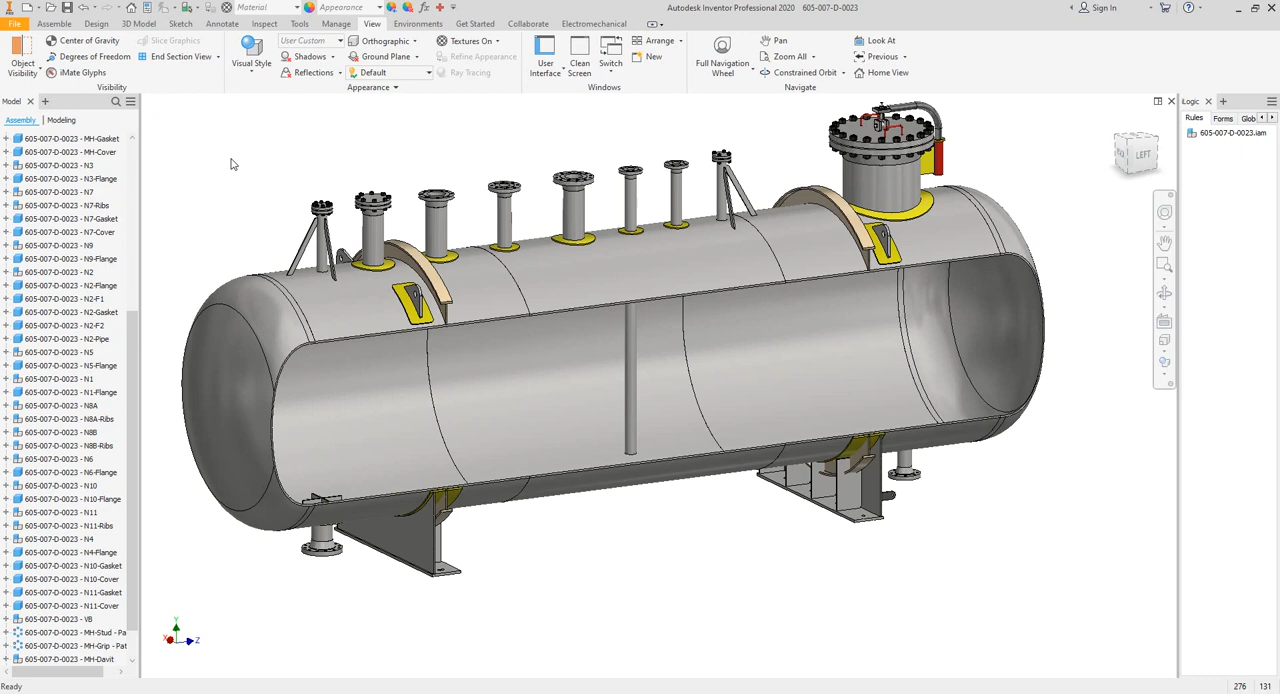 Material
Appearance
Autodesk Inventor Professional 2020 605-007-D-0023
Sign In
File
Assemble
Design
3D Model
Sketch
Annotate
Inspect
Tools
Manage
View
Environments
Get Started
Collaborate
Electromechanical
Object
Visibility
Center of Gravity
Degrees of Freedom
iMate Glyphs
Slice Graphics
End Section View
Visibility
Visual Style
User Custom
Shadows
Reflections
Orthographic
Ground Plane
Default
Textures On
Refine Appearance
Ray Tracing
Appearance
User
Interface
Clean
Screen
Switch
Arrange
New
Windows
Full Navigation
Wheel
Pan
Zoom All
Constrained Orbit
Look At
Previous
Home View
Navigate
Model
Assembly
Modeling
605-007-D-0023 - MH-Gasket
605-007-D-0023 - MH-Cover
605-007-D-0023 - N3
605-007-D-0023 - N3-Flange
605-007-D-0023 - N7
605-007-D-0023 - N7-Ribs
605-007-D-0023 - N7-Gasket
605-007-D-0023 - N7-Cover
605-007-D-0023 - N9
605-007-D-0023 - N9-Flange
605-007-D-0023 - N2
605-007-D-0023 - N2-Flange
605-007-D-0023 - N2-F1
605-007-D-0023 - N2-Gasket
605-007-D-0023 - N2-F2
605-007-D-0023 - N2-Pipe
605-007-D-0023 - N5
605-007-D-0023 - N5-Flange
605-007-D-0023 - N1
605-007-D-0023 - N1-Flange
605-007-D-0023 - N8A
605-007-D-0023 - N8A-Ribs
605-007-D-0023 - N8B
605-007-D-0023 - N8B-Ribs
605-007-D-0023 - N6
605-007-D-0023 - N6-Flange
605-007-D-0023 - N10
605-007-D-0023 - N10-Flange
605-007-D-0023 - N11
605-007-D-0023 - N11-Ribs
605-007-D-0023 - N4
605-007-D-0023 - N4-Flange
605-007-D-0023 - N10-Gasket
605-007-D-0023 - N10-Cover
605-007-D-0023 - N11-Gasket
605-007-D-0023 - N11-Cover
605-007-D-0023 - VB
605-007-D-0023 - MH-Stud - Pa
605-007-D-0023 - MH-Grip - Pat
605-007-D-0023 - MH-Davit
LEFT
Y
X
Z
iLogic
Rules
Forms
Glob
605-007-D-0023.iam
Ready
276
131